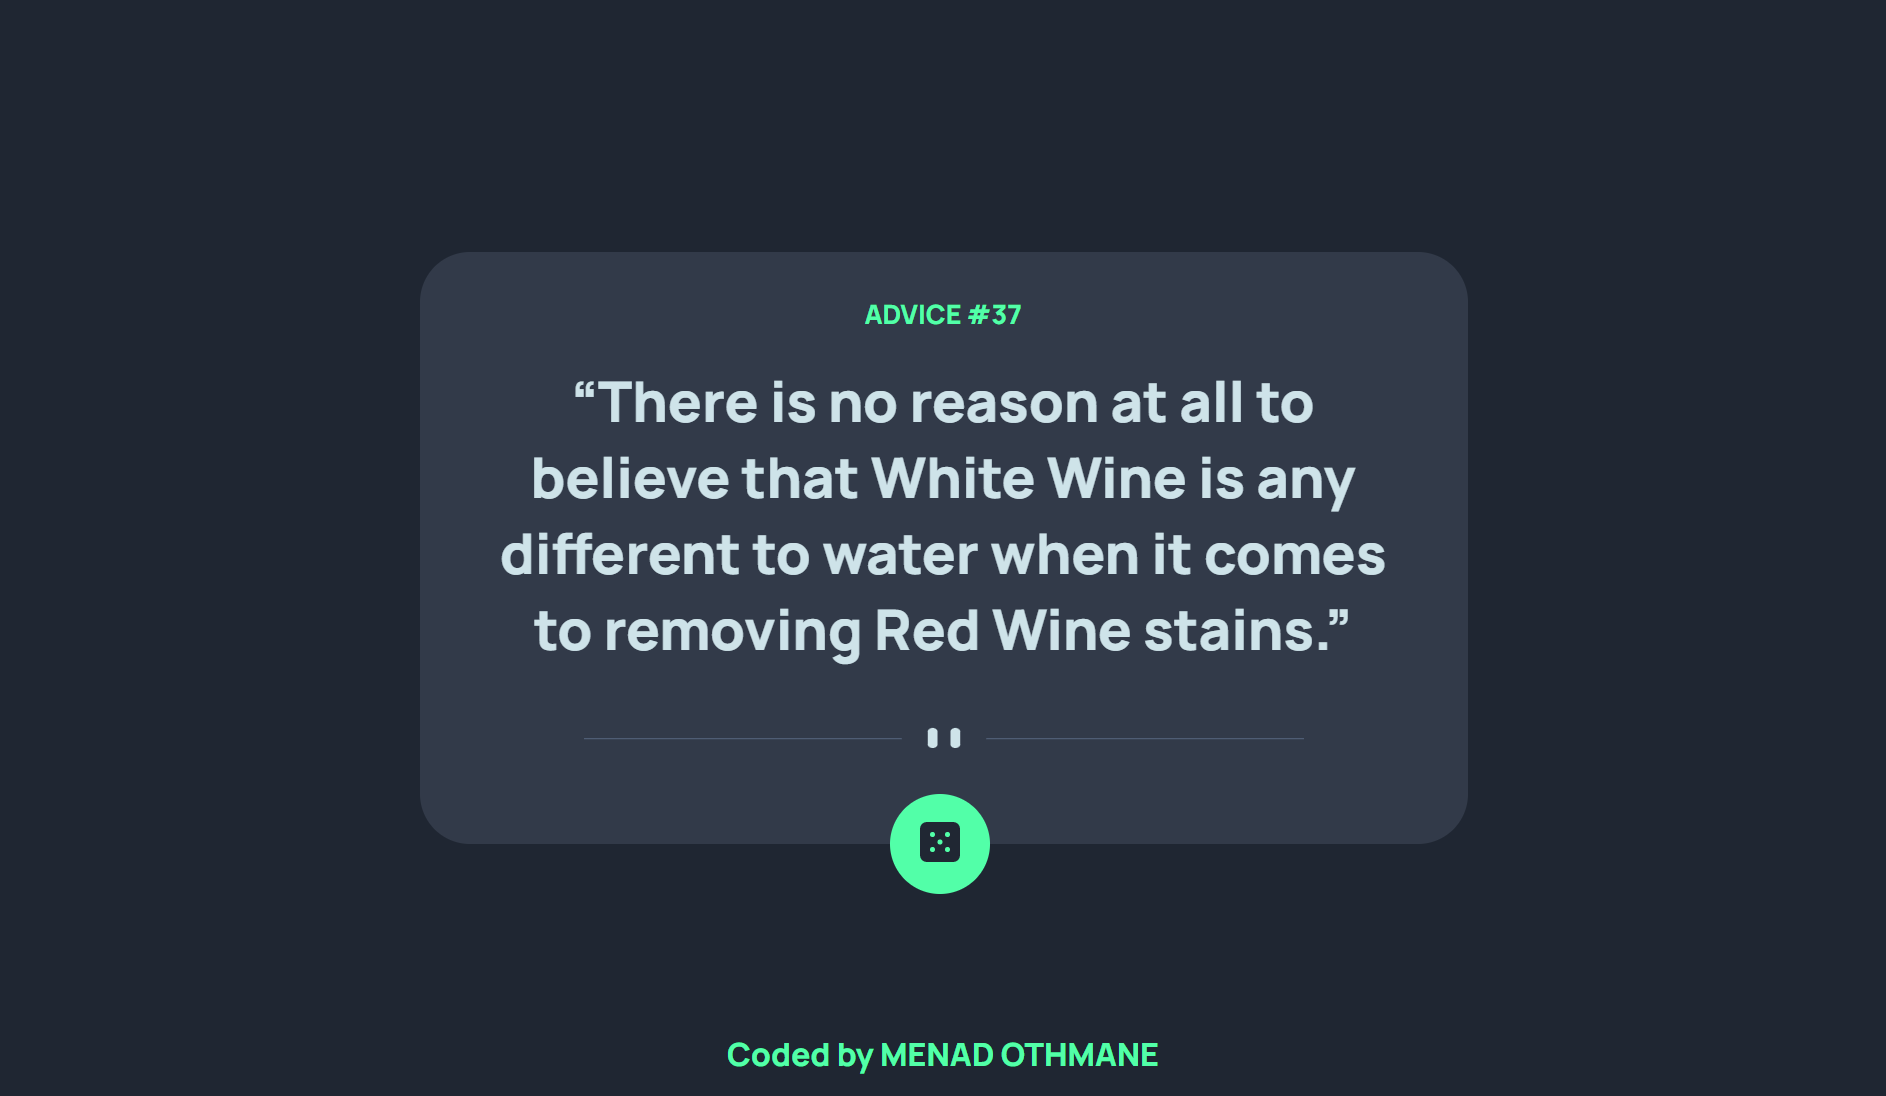 ADVICE #37
“There is no reason at all to
believe that White Wine is any
different to water when it comes
to removing Red Wine stains.”
Coded by MENAD OTHMANE